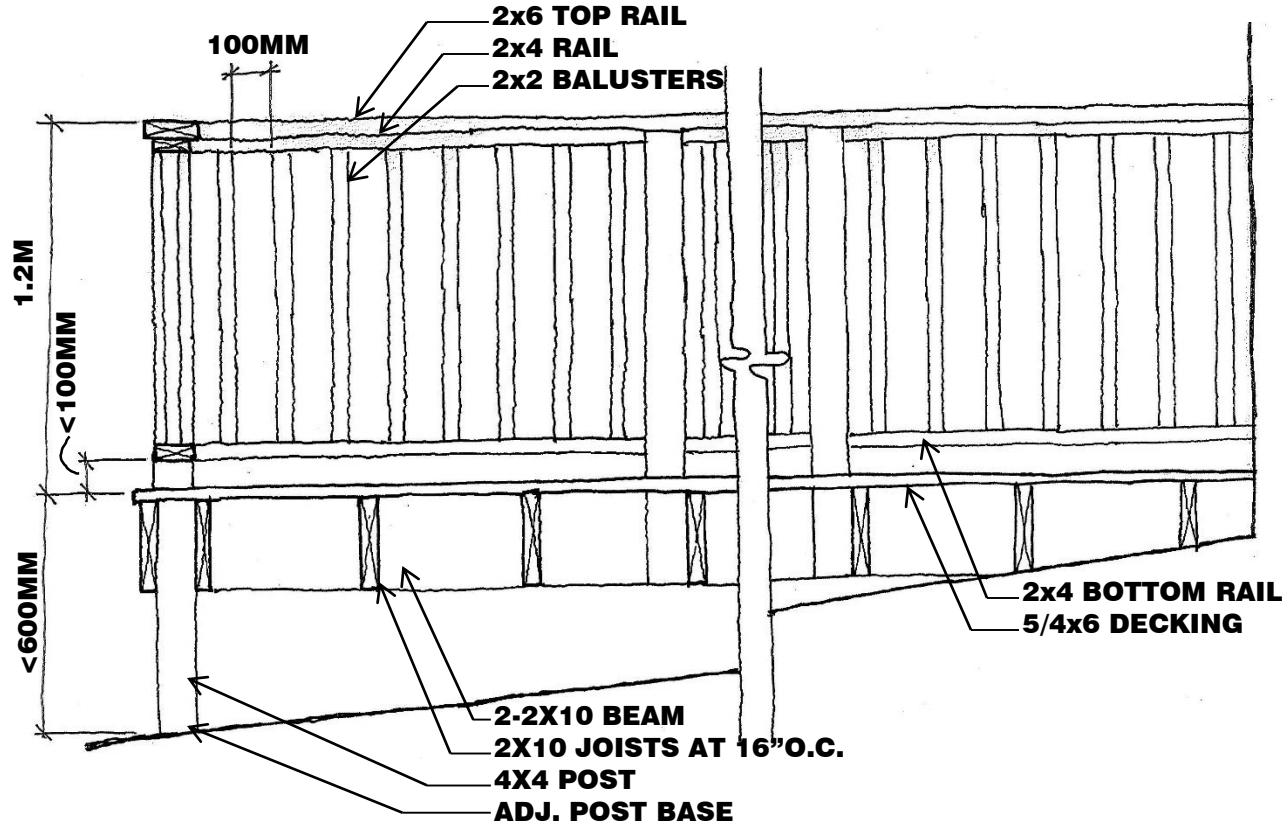 2x6 TOP RAIL
100MM
2x4 RAIL
2x2 BALUSTERS
1.2M
<100MM
<600MM
2x4 BOTTOM RAIL
5/4x6 DECKING
2-2X10 BEAM
2X10 JOISTS AT 16”O.C.
4X4 POST
ADJ. POST BASE